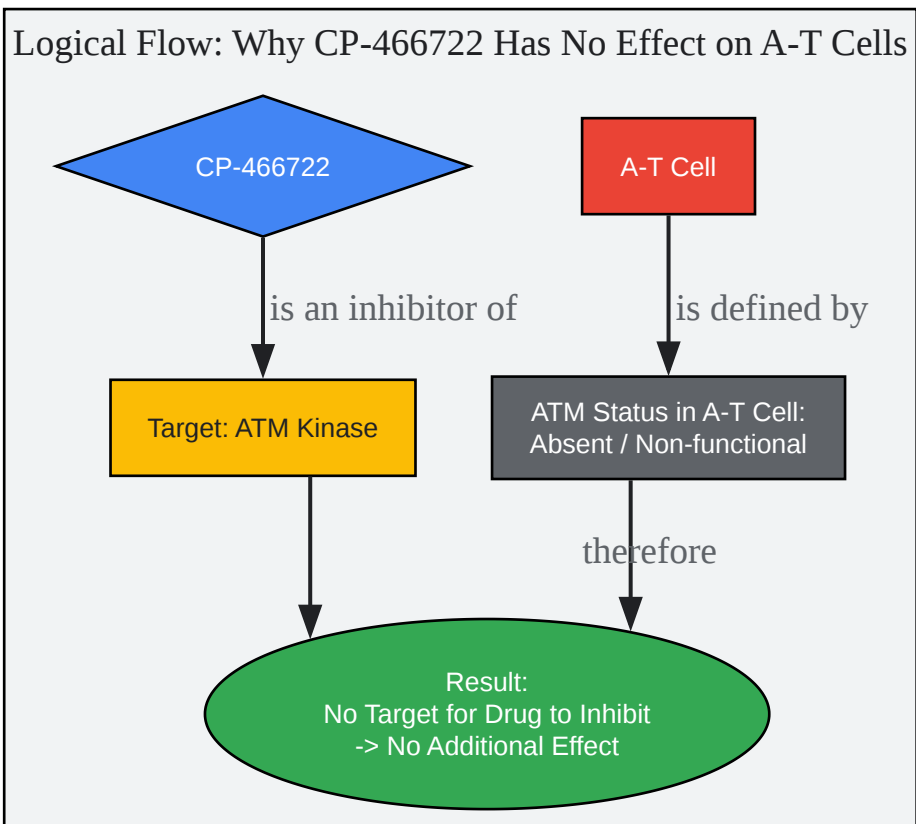 Logical Flow: Why CP-466722 Has No Effect on A-T Cells
CP-466722
A-T Cell
is an inhibitor of
is defined by
Target: ATM Kinase
ATM Status in A-T Cell:
Absent / Non-functional
therefore
Result:
No Target for Drug to Inhibit
-> No Additional Effect